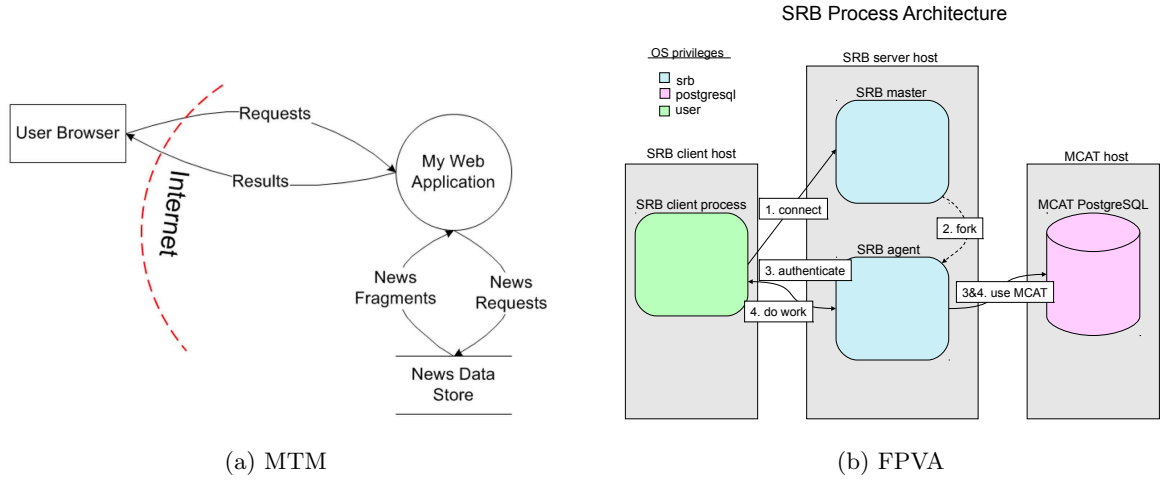 User Browser
Requests
Results
Internet
My Web
Application
News
Fragments
News
Requests
News Data
Store
(a) MTM
SRB Process Architecture
OS privileges
srb
postgresql
user
SRB server host
SRB master
SRB client host
MCAT host
SRB client process
1. connect
MCAT PostgreSQL
2. fork
SRB agent
3. authenticate
3&4. use MCAT
4. do work
(b) FPVA